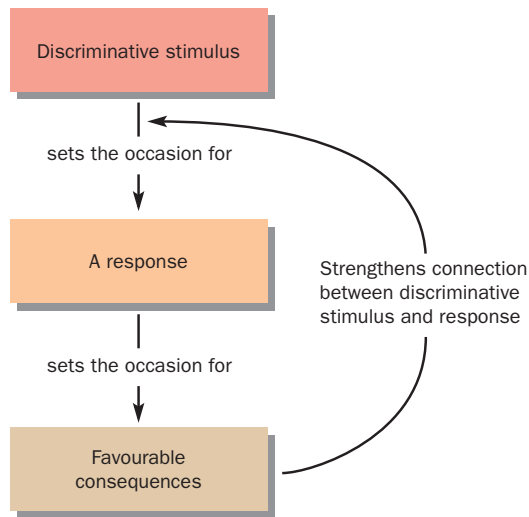 Discriminative stimulus
sets the occasion for
A response
sets the occasion for
Favourable
consequences
Strengthens connection
between discriminative
stimulus and response